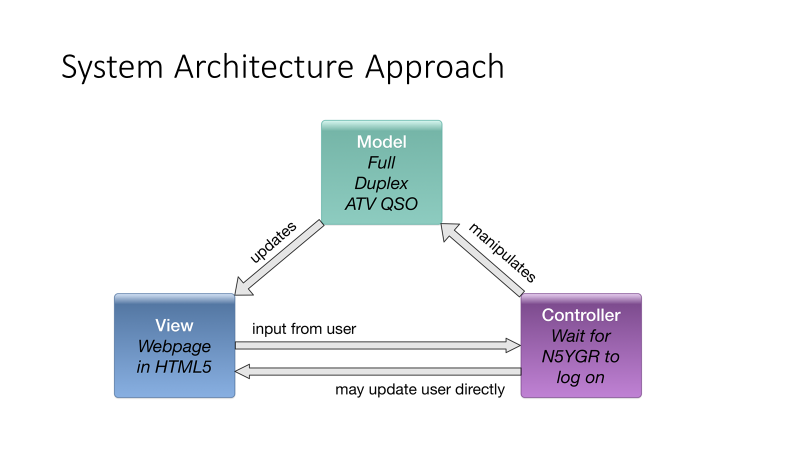 System Architecture Approach
Model
Full
Duplex
ATV QSO
updates
manipulates
View
Webpage
in HTML5
input from user
may update user directly
Controller
Wait for
N5YGR to
log on